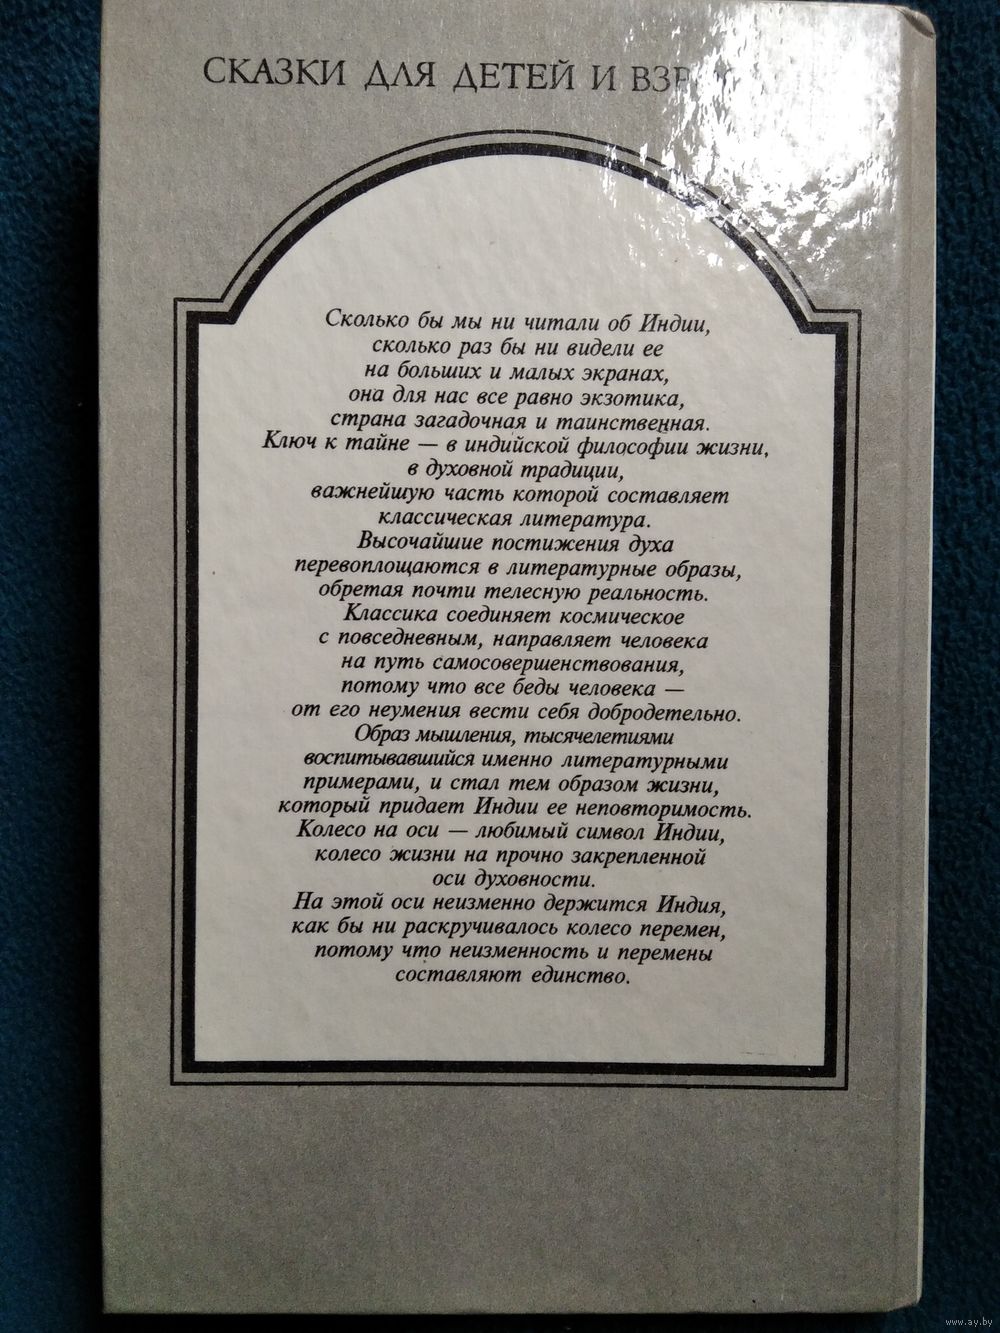 СКАЗКИ ДЛЯ ДЕТЕЙ И
Сколько бы мы ни читали об Индии,
сколько раз бы ни видели ее
на больших и малых экранах,
она для нас все равно экзотика,
страна загадочная и таинственная.
Ключ к тайне — в индийской философии жизни,
в духовной традиции,
важнейшую часть которой составляет
классическая литература.
Высочайшие постижения духа
перевоплощаются в литературные образы,
обретая почти телесную реальность.
Классика соединяет космическое
с повседневным, направляет человека
на путь самосовершенствования,
потому что все беды человека —
от его неумения вести себя добродетельно.
Образ мышления, тысячелетиями
воспитывавшийся именно литературными
примерами, и стал тем образом жизни,
который придает Индии ее неповторимость.
Колесо на оси — любимый символ Индии,
колесо жизни на прочно закрепленной
оси духовности.
На этой оси неизменно держится Индия,
как бы ни раскручивалось колесо перемен,
потому что неизменность и перемены
составляют единство.
www.ay.by